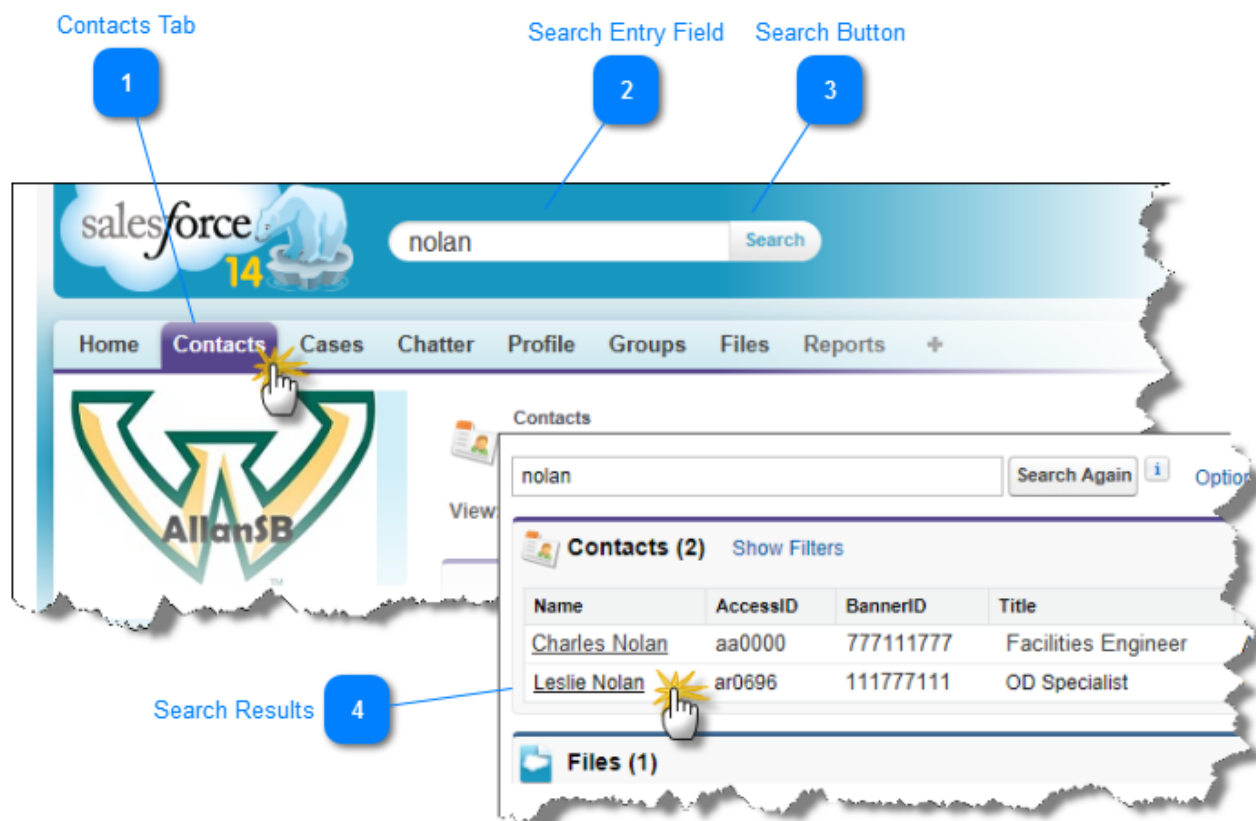 Contacts Tab
Search Entry Field
Search Button
1
2
3
salesforce
14
nolan
Search
Home Contacts Cases Chatter Profile Groups Files Reports +
AllanSB
TM
Contacts
View:
nolan
Search Again
i
Option
Contacts (2) Show Filters
Name AccessID BannerID Title
Charles Nolan aa0000 777111777 Facilities Engineer
Leslie Nolan ar0696 111777111 OD Specialist
Search Results 4
Files (1)